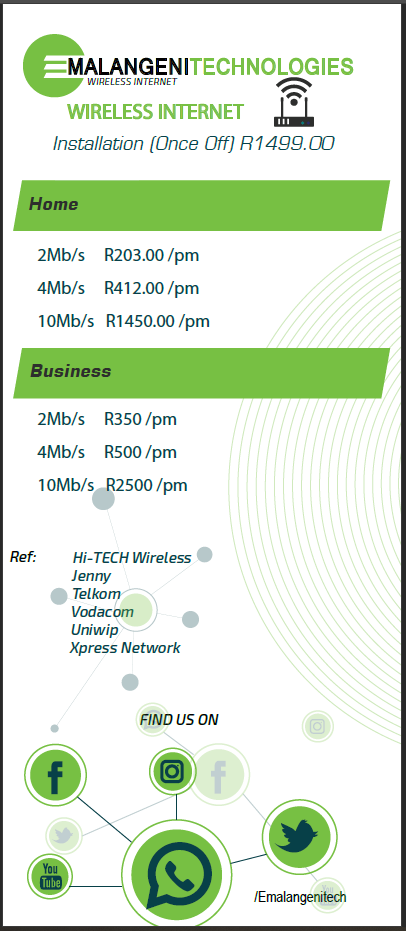 EMALANGENITECHNOLOGIES
WIRELESS INTERNET
WIRELESS INTERNET
Installation (Once Off) R1499.00
Home
2Mb/s R203.00 /pm
4Mb/s R412.00 /pm
10Mb/s R1450.00 /pm
Business
2Mb/s R350 /pm
4Mb/s R500 /pm
10Mb/s R2500 /pm
Ref: Hi-TECH Wireless
Jenny
Telkom
Vodacom
Uniwip
Xpress Network
FIND US ON
You
Tube
/Emalangenitech
You
Tube